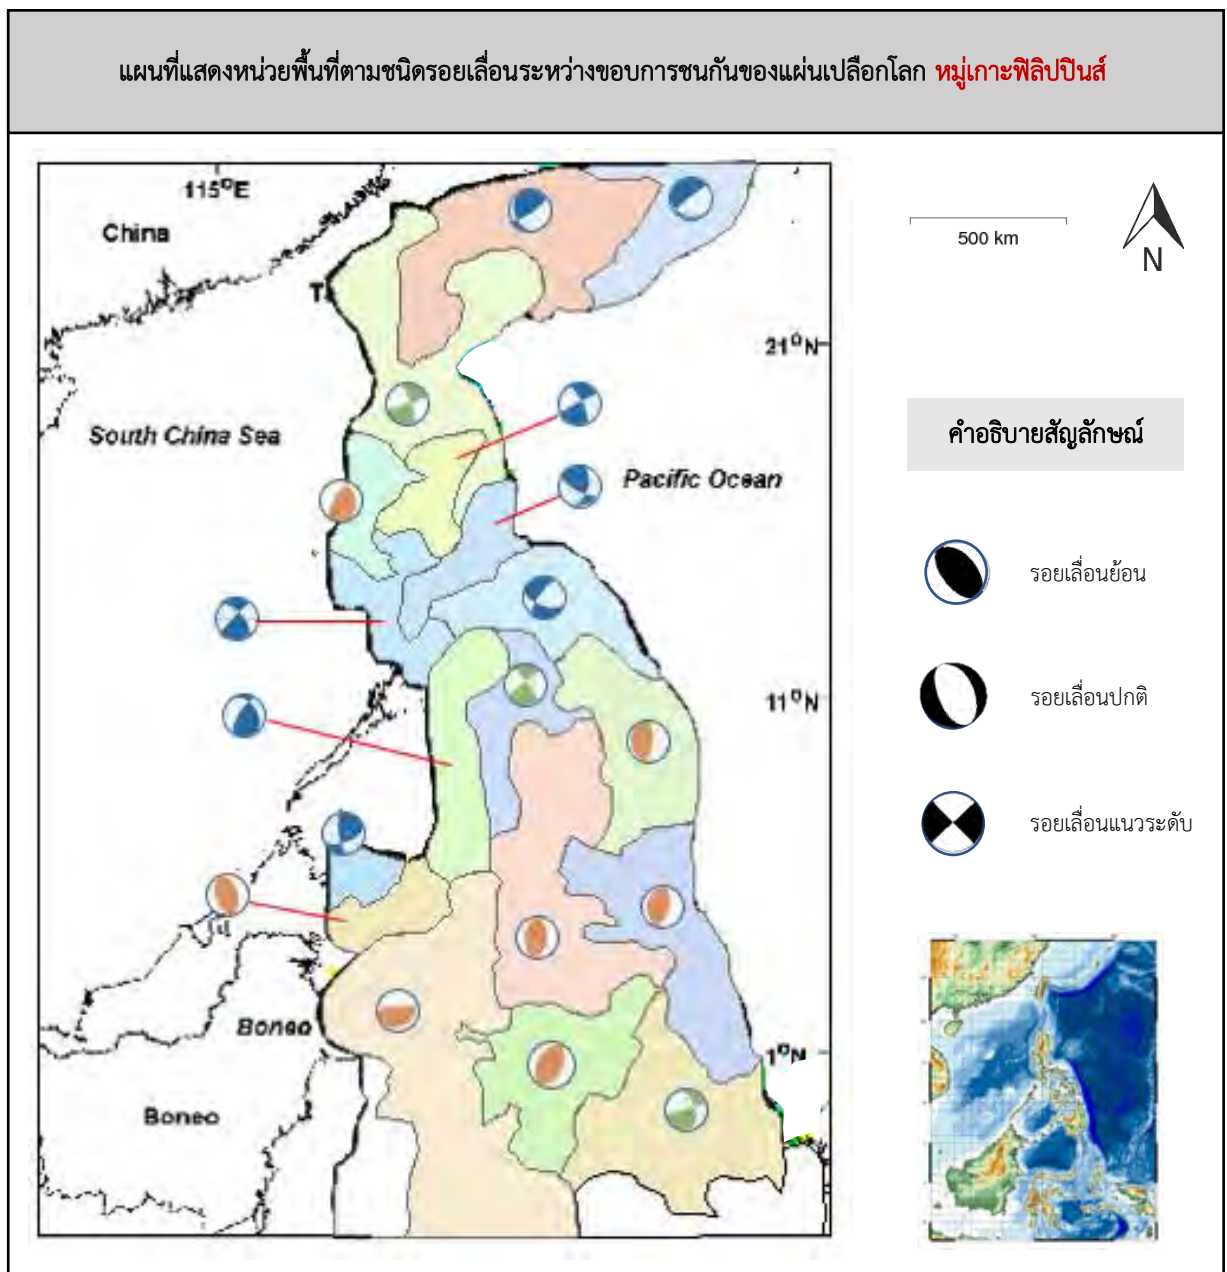 แผนที่แสดงหน่วยพื้นที่ตามชนิดรอยเลื่อนระหว่างขอบการชนกันของแผ่นเปลือกโลก หมู่เกาะฟิลิปปินส์
115°E
China
500 km
N
T
21°N
South China Sea
Pacific Ocean
คำอธิบายสัญลักษณ์
รอยเลื่อนย้อน
11°N
รอยเลื่อนปกติ
รอยเลื่อนแนวระดับ
Boneo
1°N
Boneo